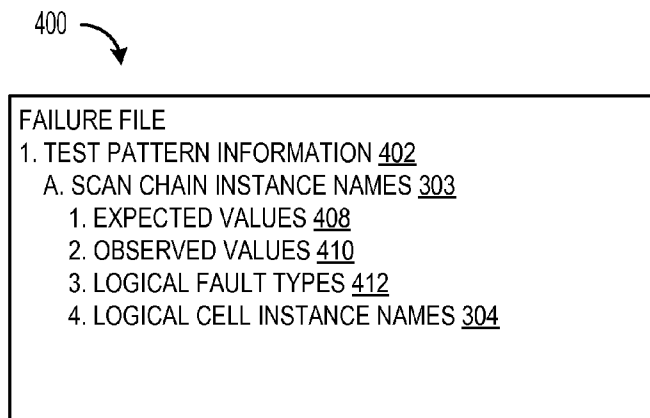 400
FAILURE FILE
1. TEST PATTERN INFORMATION 402
A. SCAN CHAIN INSTANCE NAMES 303
1. EXPECTED VALUES 408
2. OBSERVED VALUES 410
3. LOGICAL FAULT TYPES 412
4. LOGICAL CELL INSTANCE NAMES 304